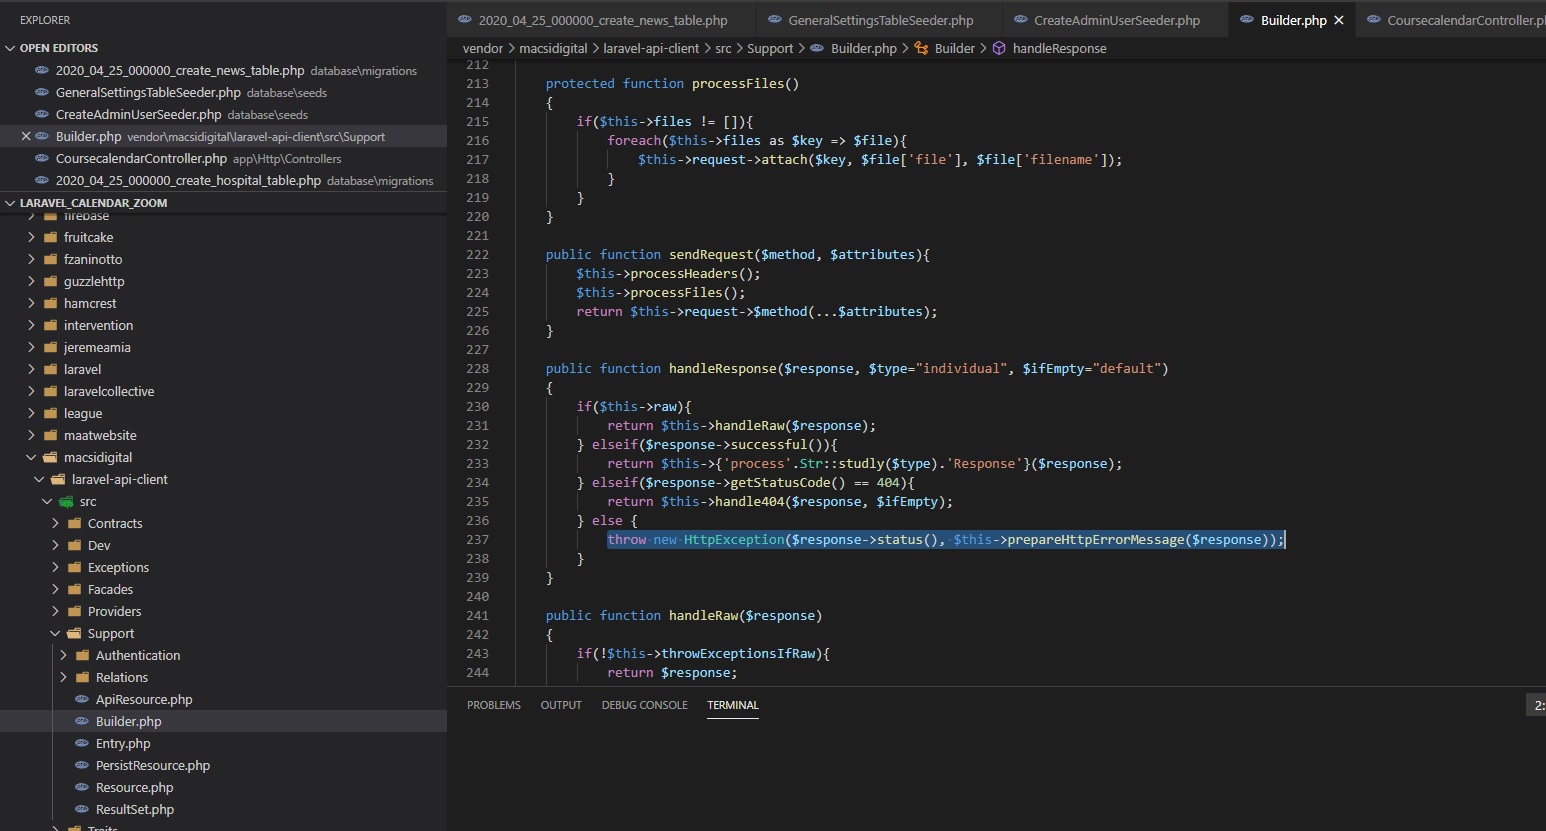 EXPLORER
OPEN EDITORS
2020_04_25_000000_create_news_table.php database\migrations
GeneralSettingsTableSeeder.php database\seeds
CreateAdminUserSeeder.php database\seeds
Builder.php vendor\macsidigital\laravel-api-client\src\Support
CoursecalendarController.php app\Http\Controllers
2020_04_25_000000_create_hospital_table.php database\migrations
LARAVEL_CALENDAR_ZOOM
firebase
fruitcake
fzaninotto
guzzlehttp
hamcrest
intervention
jeremeamia
laravel
laravelcollective
league
maatwebsite
macsidigital
laravel-api-client
src
Contracts
Dev
Exceptions
Facades
Providers
Support
Authentication
Relations
ApiResource.php
Builder.php
Entry.php
PersistResource.php
Resource.php
ResultSet.php
Traits
2020_04_25_000000_create_news_table.php GeneralSettingsTableSeeder.php CreateAdminUserSeeder.php Builder.php CoursecalendarController.p
vendor > macsidigital > laravel-api-client > src > Support > Builder.php > Builder > handleResponse
212
213 protected function processFiles()
214 {
215 if($this->files != []){
216 foreach($this->files as $key => $file){
217 $this->request->attach($key, $file['file'], $file['filename']);
218 }
219 }
220 }
221
222 public function sendRequest($method, $attributes){
223 $this->processHeaders();
224 $this->processFiles();
225 return $this->request->$method(...$attributes);
226 }
227
228 public function handleResponse($response, $type="individual", $ifEmpty="default")
229 {
230 if($this->raw){
231 return $this->handleRaw($response);
232 } elseif($response->successful()){
233 return $this->{'process'.Str::studly($type).'Response'}($response);
234 } elseif($response->getStatusCode() == 404){
235 return $this->handle404($response, $ifEmpty);
236 } else {
237 throw new HttpException($response->status(), $this->prepareHttpErrorMessage($response));
238 }
239 }
240
241 public function handleRaw($response)
242 {
243 if(!$this->throwExceptionsIfRaw){
244 return $response;
PROBLEMS OUTPUT DEBUG CONSOLE TERMINAL
2: